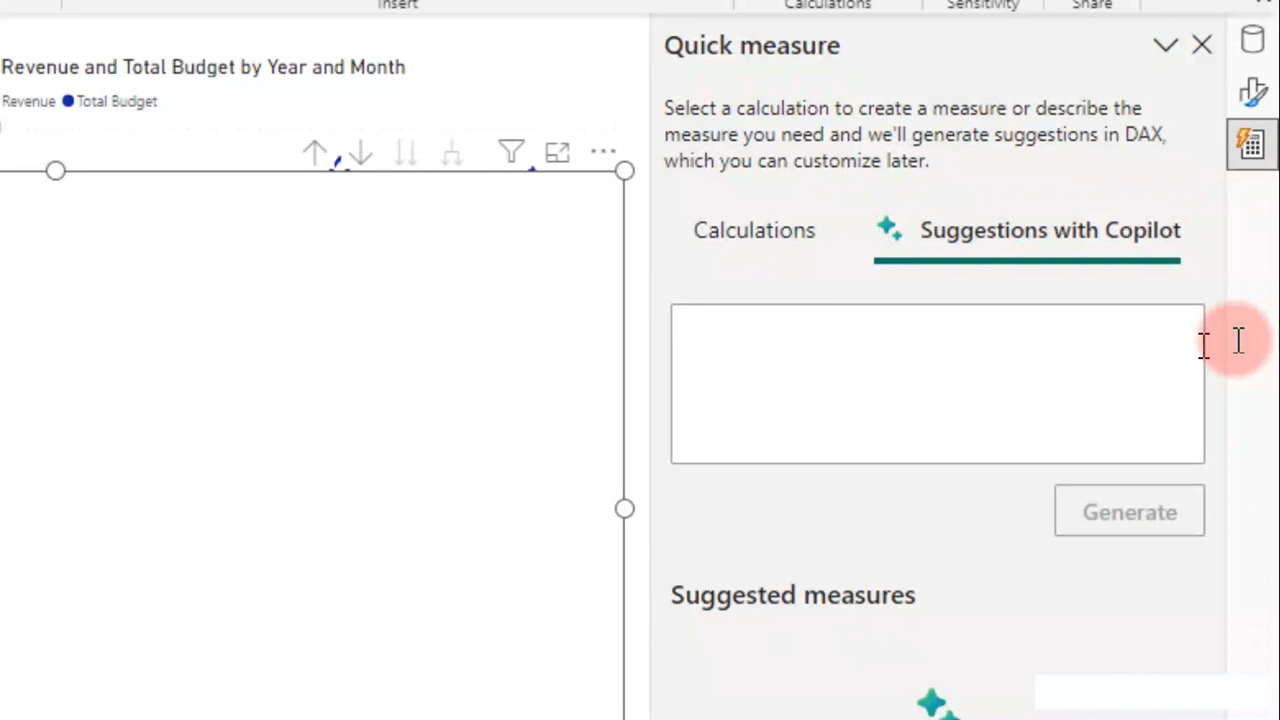 Insert
Calculations
Sensitivity
Share
Quick measure
Revenue and Total Budget by Year and Month
Revenue Total Budget
Select a calculation to create a measure or describe the
measure you need and we'll generate suggestions in DAX,
which you can customize later.
Calculations
Suggestions with Copilot
Generate
Suggested measures